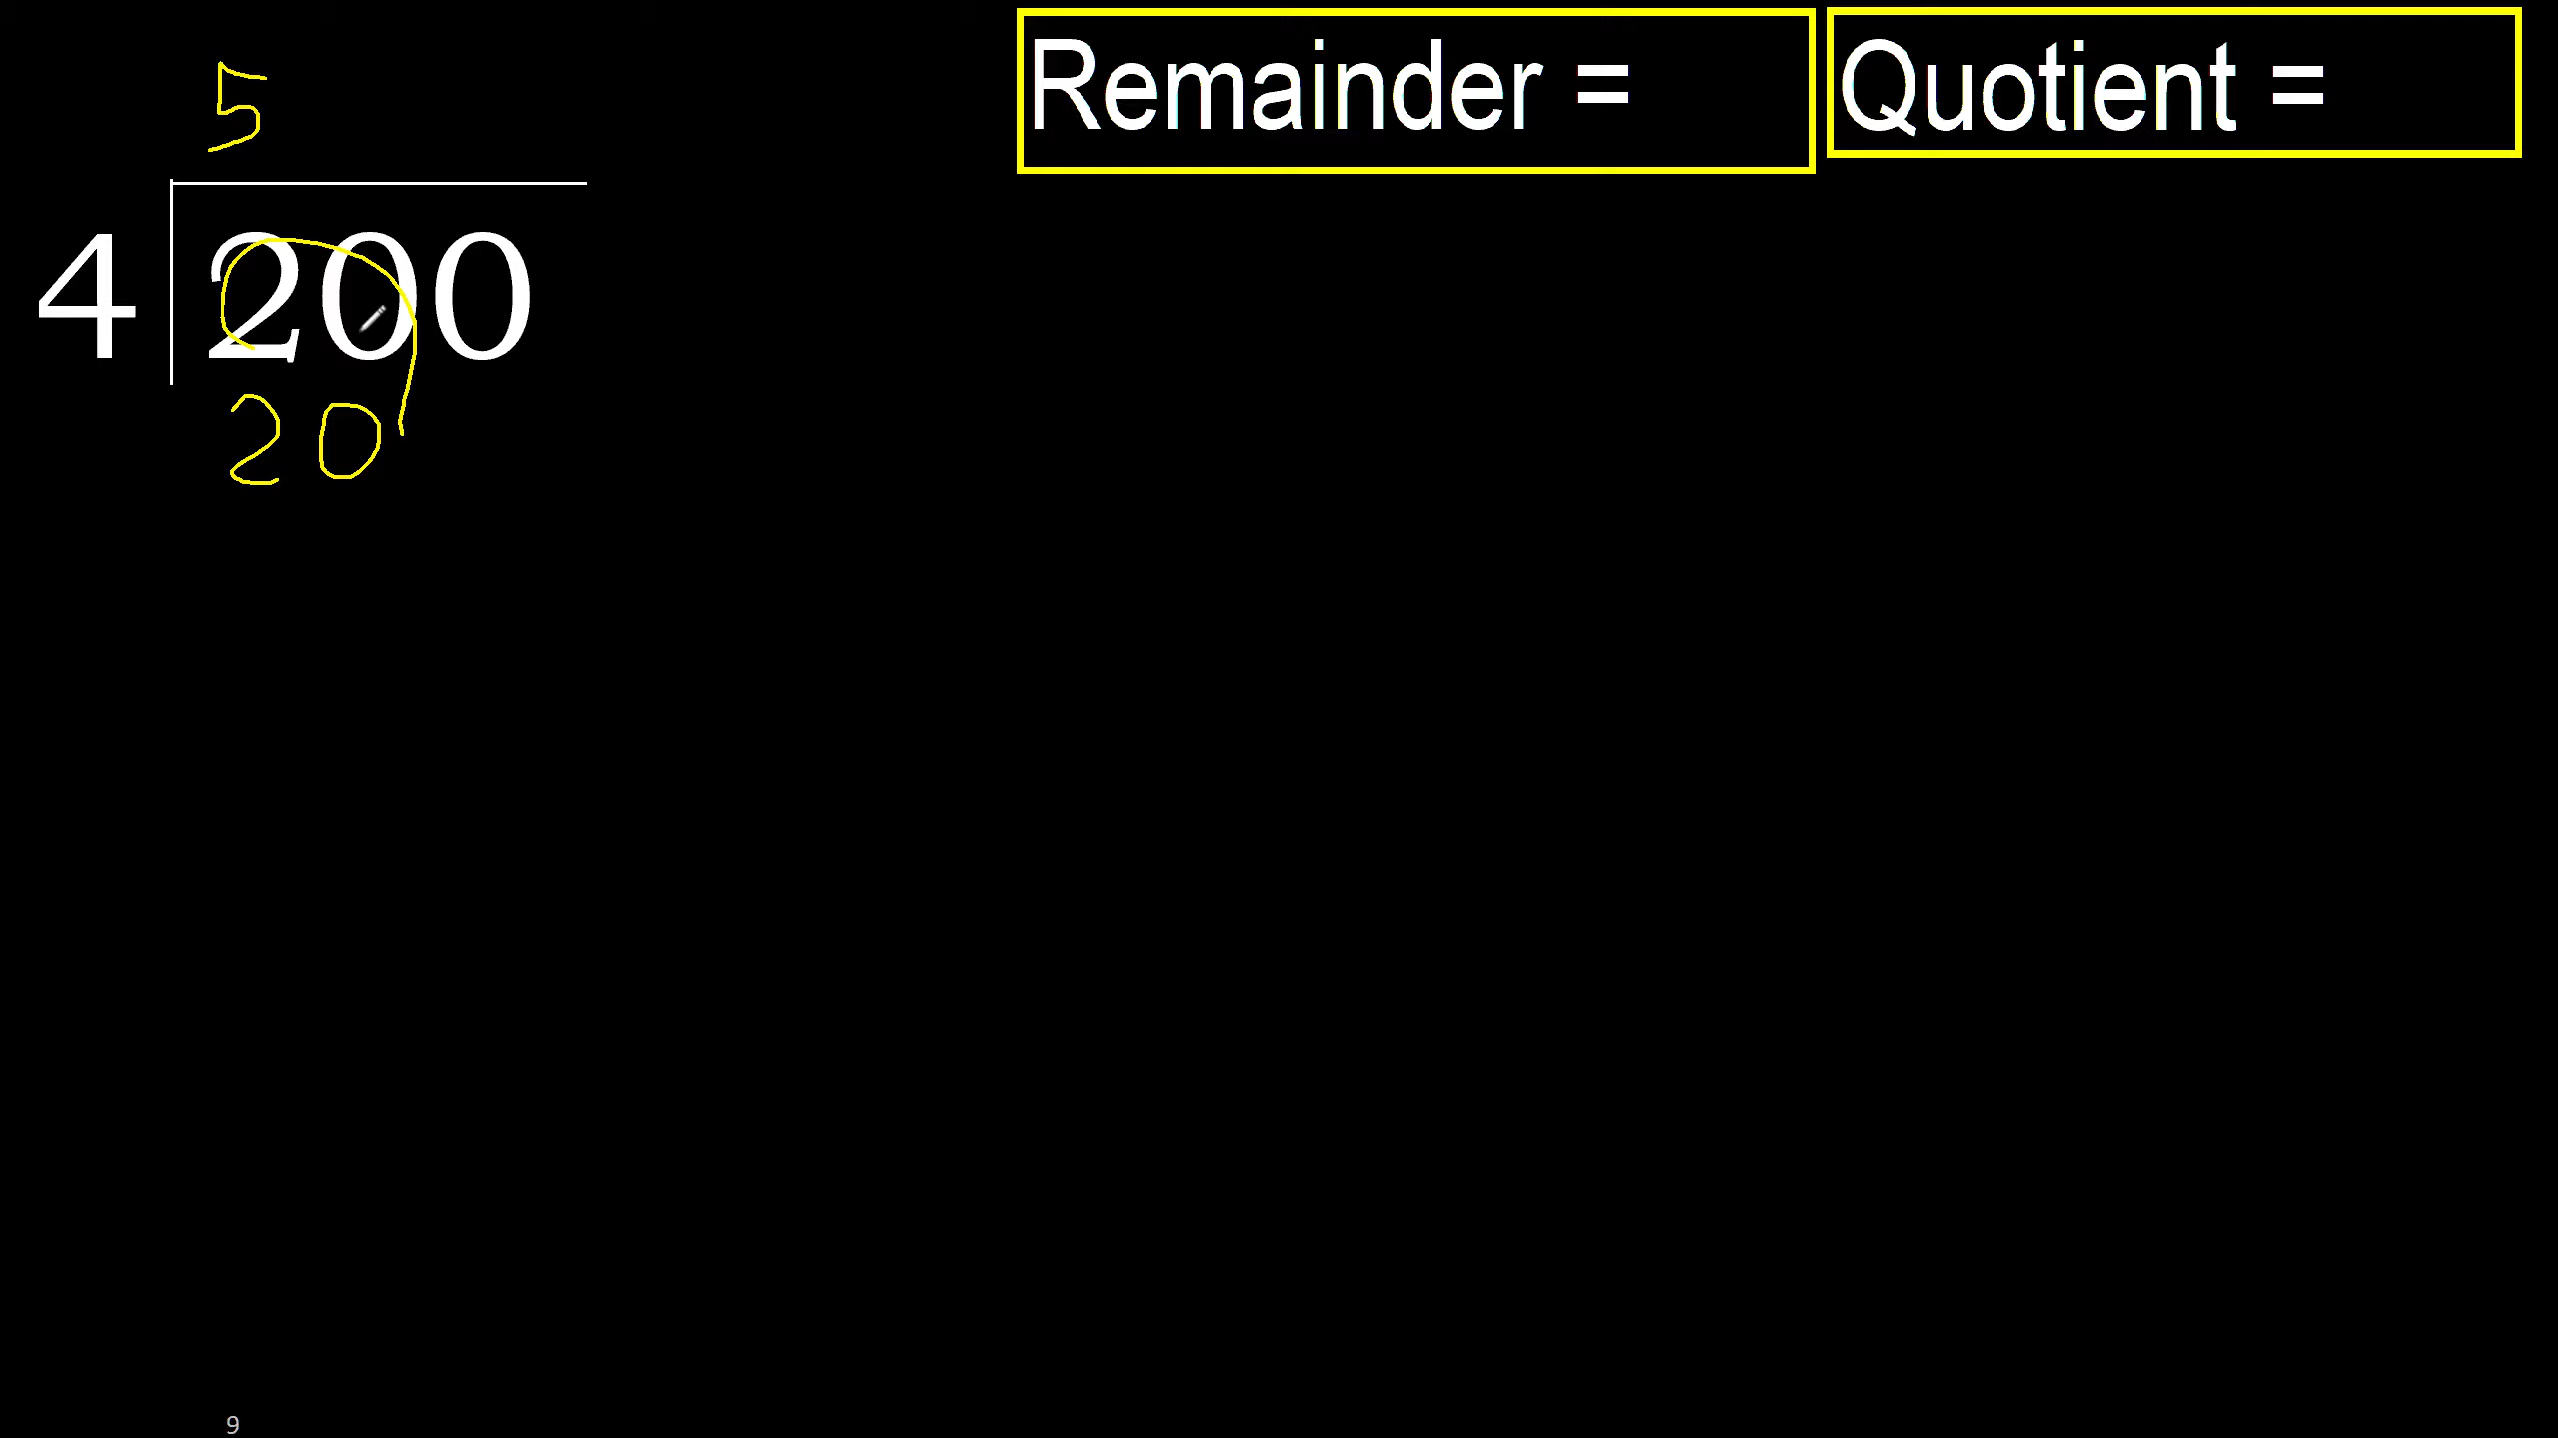 Remainder =
Quotient =
5
4 200
20
9